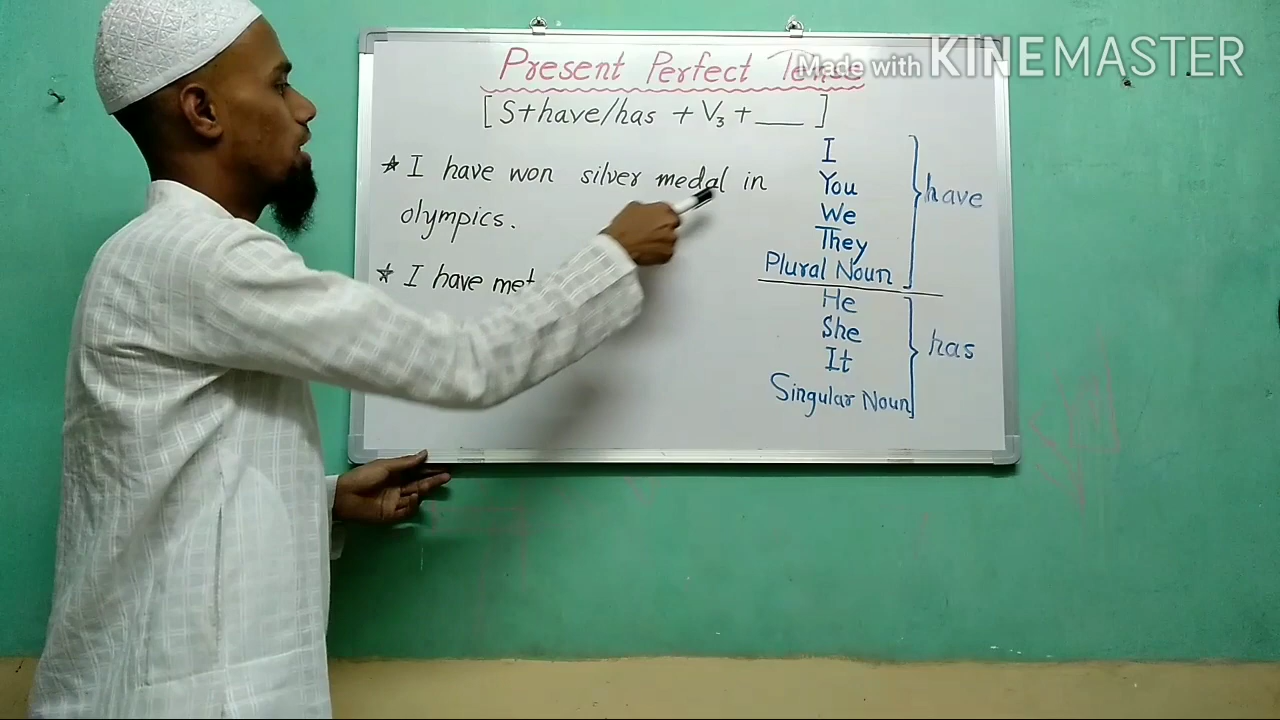 Present Perfect Tense
Made with KINEMASTER
[S+have/has + V₃ + ___ ]
★ I have won silver medal in
olympics.
★ I have met
I
You
We
They
Plural Noun
have
He
She
It
Singular Noun
has